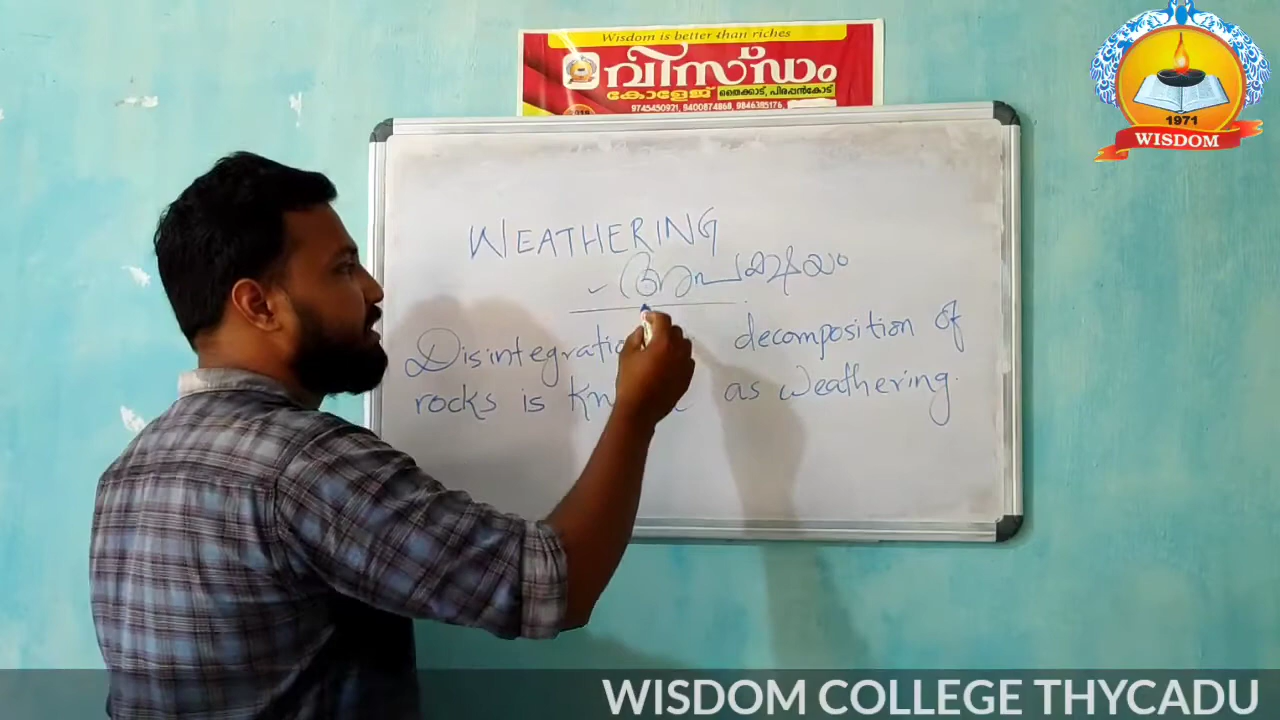 Wisdom is better than riches
വിസ്ഡം
കോളേജ് തൈക്കാട്, പിരപ്പൻകോട്
9745450921, 8400874868, 9846385176
1971
WISDOM
WEATHERING
- അപക്ഷയം
Disintegration decomposition of
rocks is as weathering.
WISDOM COLLEGE THYCADU